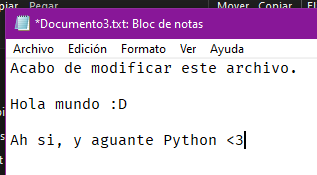 piar Pegar Mover Copiar
*Documento3.txt: Bloc de notas
Archivo Edición Formato Ver Ayuda
Acabo de modificar este archivo.
Hola mundo :D
Ah si, y aguante Python <3